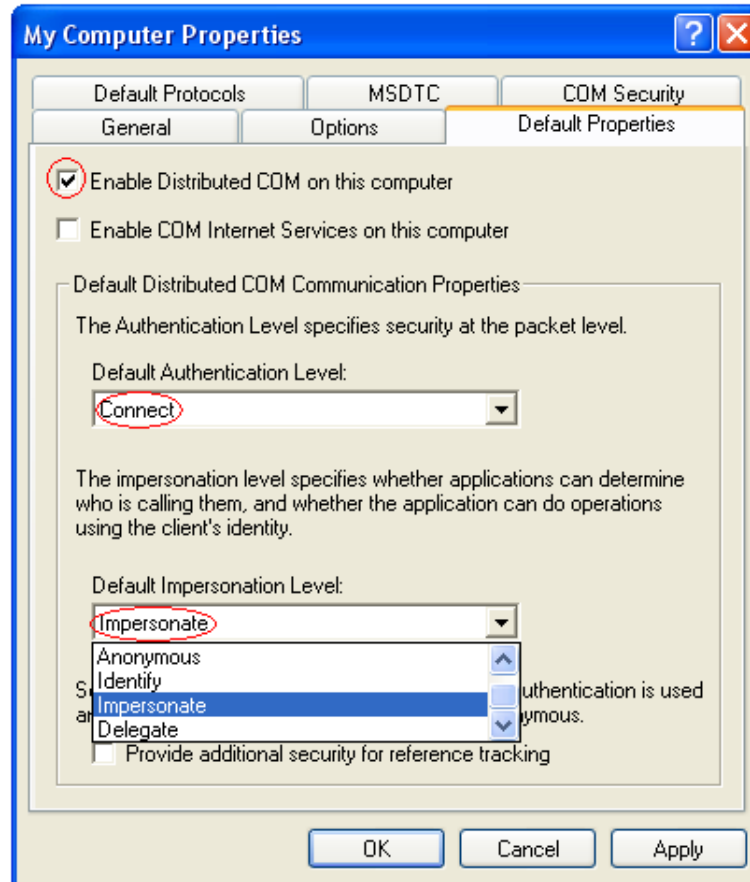 My Computer Properties
Default Protocols MSDTC COM Security
General Options Default Properties
Enable Distributed COM on this computer
Enable COM Internet Services on this computer
Default Distributed COM Communication Properties
The Authentication Level specifies security at the packet level.
Default Authentication Level:
Connect
The impersonation level specifies whether applications can determine
who is calling them, and whether the application can do operations
using the client's identity.
Default Impersonation Level:
Impersonate
Anonymous
Identify
Impersonate
Delegate
uthentication is used
ymous.
Provide additional security for reference tracking
OK Cancel Apply